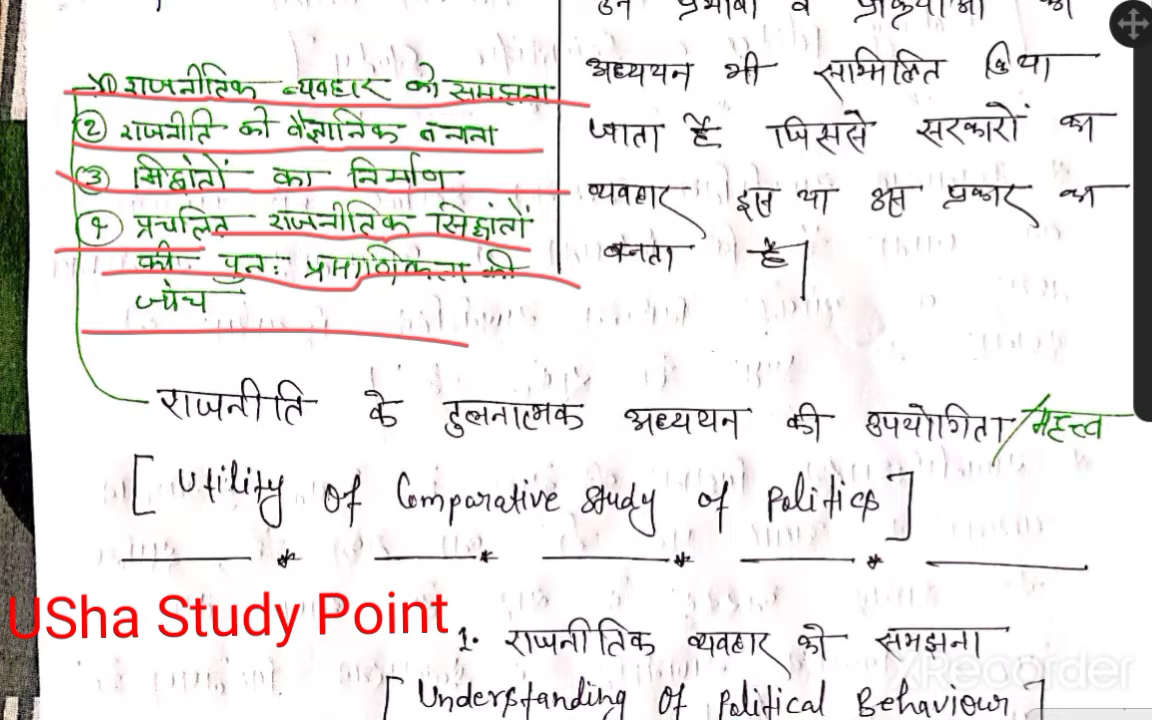 ① राजनीतिक व्यवहार को समझना
② राजनीति को वैज्ञानिक बनाना
③ सिद्धांतों का निर्माण
④ प्रचलित राजनीतिक सिद्धांतों
की पुनः प्रामाणिकता की
जांच
उन प्रभावों व प्रक्रियाओं का
अध्ययन भी सम्मिलित किया
जाता है जिससे सरकारों का
व्यवहार इस या उस प्रकार का
बनता है|
राजनीति के तुलनात्मक अध्ययन की उपयोगिता/महत्त्व
[ Utility Of Comparative Study of Politics ]
USha Study Point
1. राजनीतिक व्यवहार को समझना
[ Understanding Of Political Behaviour ]
XRecorder